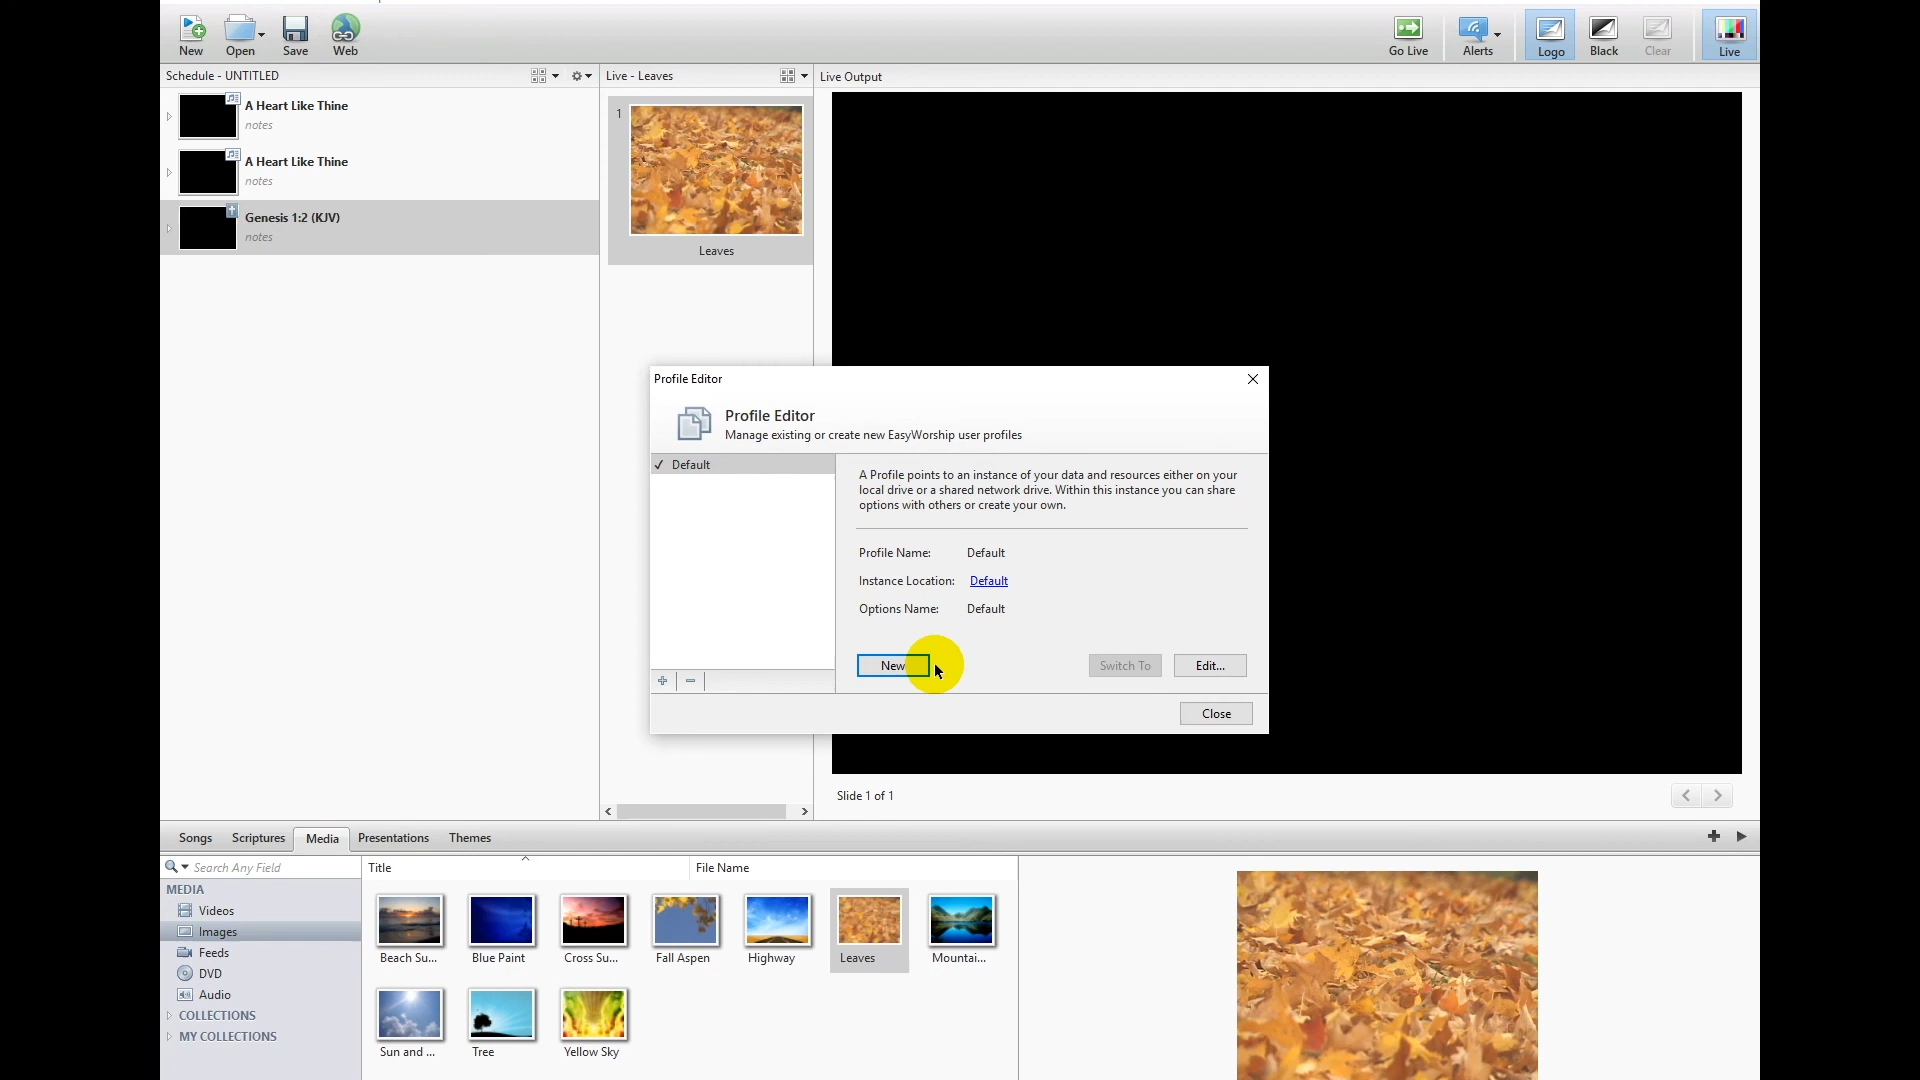 New
Open
Save
Web
Go Live
Alerts
Logo
Black
Clear
Live
Schedule - UNTITLED
Live - Leaves
Live Output
A Heart Like Thine
notes
A Heart Like Thine
notes
Genesis 1:2 (KJV)
notes
1
Leaves
Profile Editor
Profile Editor
Manage existing or create new EasyWorship user profiles
Default
A Profile points to an instance of your data and resources either on your
local drive or a shared network drive. Within this instance you can share
options with others or create your own.
Profile Name: Default
Instance Location: Default
Options Name: Default
New
Switch To
Edit...
Close
Slide 1 of 1
Songs
Scriptures
Media
Presentations
Themes
Search Any Field
Title
File Name
MEDIA
Videos
Images
Feeds
DVD
Audio
COLLECTIONS
MY COLLECTIONS
Beach Su...
Blue Paint
Cross Su...
Fall Aspen
Highway
Leaves
Mountai...
Sun and ...
Tree
Yellow Sky